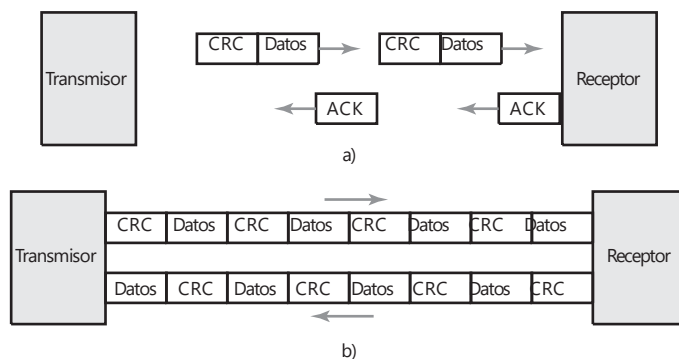 CRC Datos CRC Datos
Transmisor Receptor
ACK ACK
a)
CRC Datos CRC Datos CRC Datos CRC Datos
Transmisor Receptor
Datos CRC Datos CRC Datos CRC Datos CRC
b)